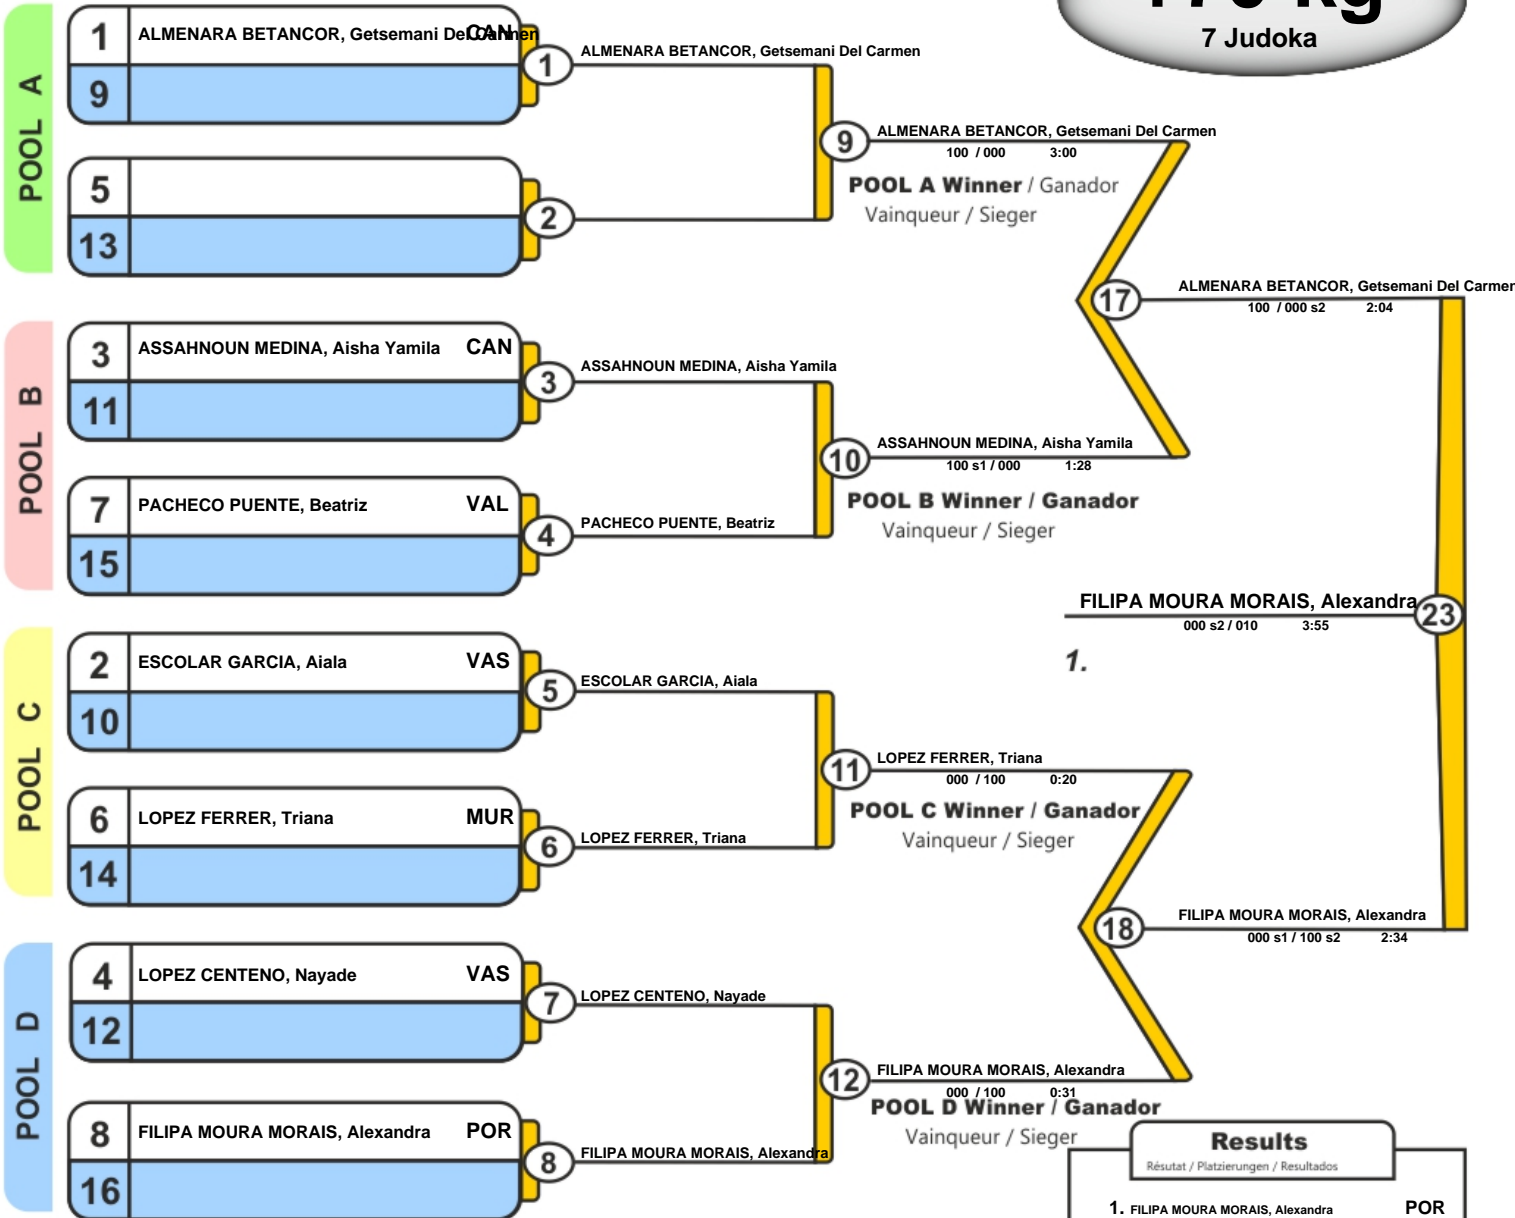 POOL A
1 ALMENARA BETANCOR, Getsemani Del Carmen CAN
9
5
13
POOL B
3 ASSAHNOUN MEDINA, Aisha Yamila CAN
11
7 PACHECO PUENTE, Beatriz VAL
15
POOL C
2 ESCOLAR GARCIA, Aiala VAS
10
6 LOPEZ FERRER, Triana MUR
14
POOL D
4 LOPEZ CENTENO, Nayade VAS
12
8 FILIPA MOURA MORAIS, Alexandra POR
16
1 ALMENARA BETANCOR, Getsemani Del Carmen
2
3 ASSAHNOUN MEDINA, Aisha Yamila
4 PACHECO PUENTE, Beatriz
5 ESCOLAR GARCIA, Aiala
6 LOPEZ FERRER, Triana
7 LOPEZ CENTENO, Nayade
8 FILIPA MOURA MORAIS, Alexandra
9 ALMENARA BETANCOR, Getsemani Del Carmen
100 / 000 3:00
POOL A Winner / Ganador
Vainqueur / Sieger
10 ASSAHNOUN MEDINA, Aisha Yamila
100 s1 / 000 1:28
POOL B Winner / Ganador
Vainqueur / Sieger
11 LOPEZ FERRER, Triana
000 / 100 0:20
POOL C Winner / Ganador
Vainqueur / Sieger
12 FILIPA MOURA MORAIS, Alexandra
000 / 100 0:31
POOL D Winner / Ganador
Vainqueur / Sieger
7 Judoka
17 ALMENARA BETANCOR, Getsemani Del Carmen
100 / 000 s2 2:04
FILIPA MOURA MORAIS, Alexandra 23
000 s2 / 010 3:55
1.
18 FILIPA MOURA MORAIS, Alexandra
000 s1 / 100 s2 2:34
Results
Résutat / Platzierungen / Resultados
1. FILIPA MOURA MORAIS, Alexandra POR